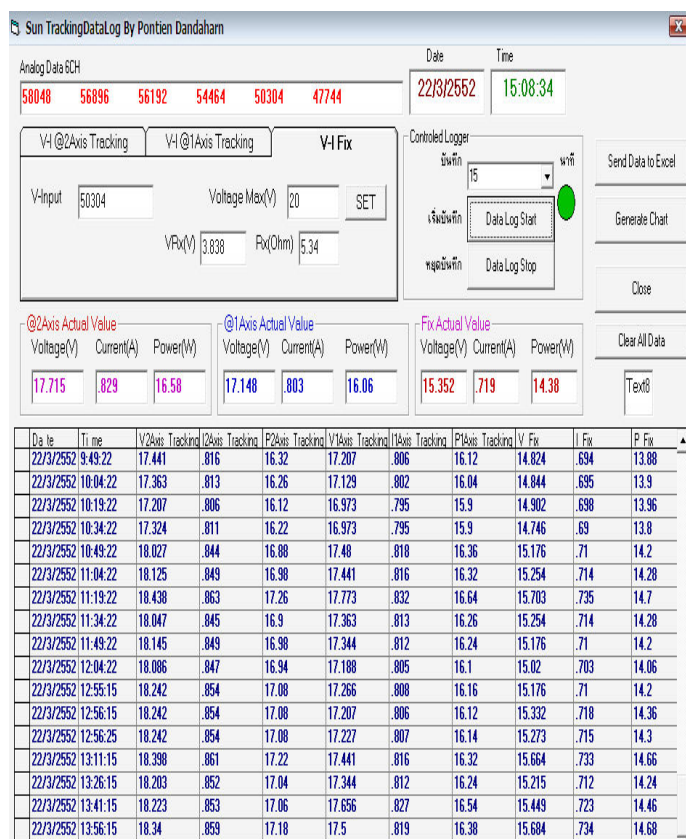 Sun TrackingDataLog By Pontien Dandaharn
Analog Data 6CH
58048 56896 56192 54464 50304 47744
Date Time
22/3/2552 15:08:34
V-I @2Axis Tracking V-I @1Axis Tracking V-I Fix
V-Input 50304 Voltage Max(V) 20 SET
VRx(V) 3.838 Rx(Ohm) 5.34
Controled Logger
บันทึก 15 นาที
เริ่มบันทึก Data Log Start
หยุดบันทึก Data Log Stop
Send Data to Excel
Generate Chart
Close
Clear All Data
Text8
@2Axis Actual Value
Voltage(V) Current(A) Power(W)
17.715 .829 16.58
@1Axis Actual Value
Voltage(V) Current(A) Power(W)
17.148 .803 16.06
Fix Actual Value
Voltage(V) Current(A) Power(W)
15.352 .719 14.38
Da te Ti me V2Axis Tracking I2Axis Tracking P2Axis Tracking V1Axis Tracking I1Axis Tracking P1Axis Tracking V Fix I Fix P Fix
22/3/2552 9:49:22 17.441 .816 16.32 17.207 .806 16.12 14.824 .694 13.88
22/3/2552 10:04:22 17.363 .813 16.26 17.129 .802 16.04 14.844 .695 13.9
22/3/2552 10:19:22 17.207 .806 16.12 16.973 .795 15.9 14.902 .698 13.96
22/3/2552 10:34:22 17.324 .811 16.22 16.973 .795 15.9 14.746 .69 13.8
22/3/2552 10:49:22 18.027 .844 16.88 17.48 .818 16.36 15.176 .71 14.2
22/3/2552 11:04:22 18.125 .849 16.98 17.441 .816 16.32 15.254 .714 14.28
22/3/2552 11:19:22 18.438 .863 17.26 17.773 .832 16.64 15.703 .735 14.7
22/3/2552 11:34:22 18.047 .845 16.9 17.363 .813 16.26 15.254 .714 14.28
22/3/2552 11:49:22 18.145 .849 16.98 17.344 .812 16.24 15.176 .71 14.2
22/3/2552 12:04:22 18.086 .847 16.94 17.188 .805 16.1 15.02 .703 14.06
22/3/2552 12:55:15 18.242 .854 17.08 17.266 .808 16.16 15.176 .71 14.2
22/3/2552 12:56:15 18.242 .854 17.08 17.207 .806 16.12 15.332 .718 14.36
22/3/2552 12:56:25 18.242 .854 17.08 17.227 .807 16.14 15.273 .715 14.3
22/3/2552 13:11:15 18.398 .861 17.22 17.441 .816 16.32 15.664 .733 14.66
22/3/2552 13:26:15 18.203 .852 17.04 17.344 .812 16.24 15.215 .712 14.24
22/3/2552 13:41:15 18.223 .853 17.06 17.656 .827 16.54 15.449 .723 14.46
22/3/2552 13:56:15 18.34 .859 17.18 17.5 .819 16.38 15.684 .734 14.68